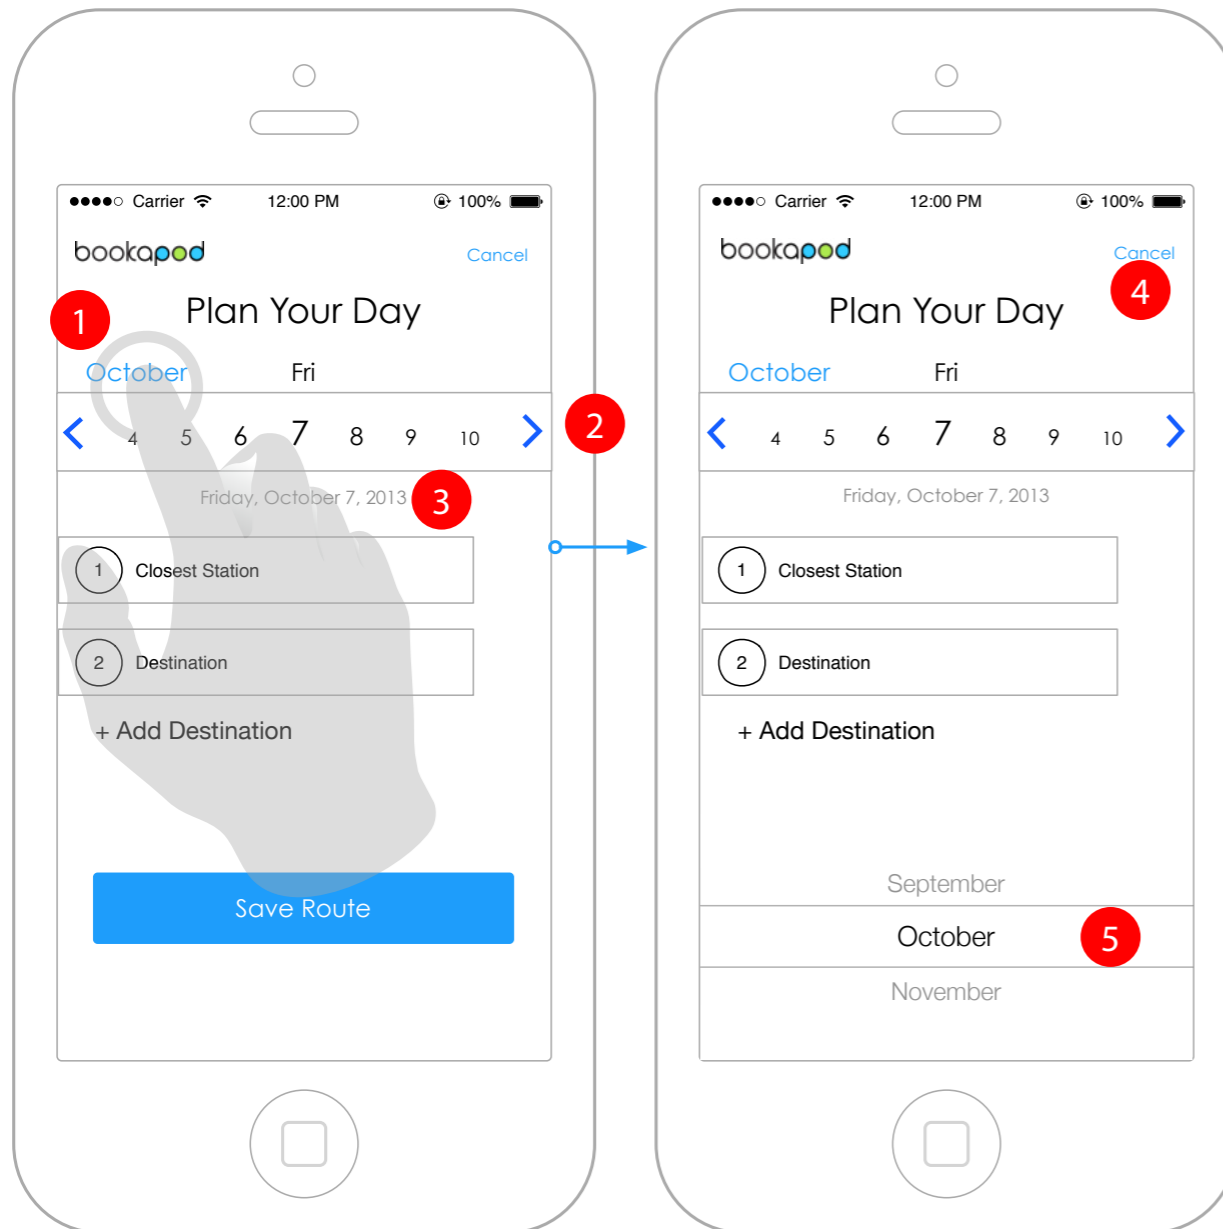 Carrier 12:00 PM 100%
bookapod Cancel
Plan Your Day
1
October Fri
4 5 6 7 8 9 10
2
Friday, October 7, 2013
3
1 Closest Station
2 Destination
+ Add Destination
Save Route
Carrier 12:00 PM 100%
bookapod Cancel
4
Plan Your Day
October Fri
4 5 6 7 8 9 10
Friday, October 7, 2013
1 Closest Station
2 Destination
+ Add Destination
September
October
5
November